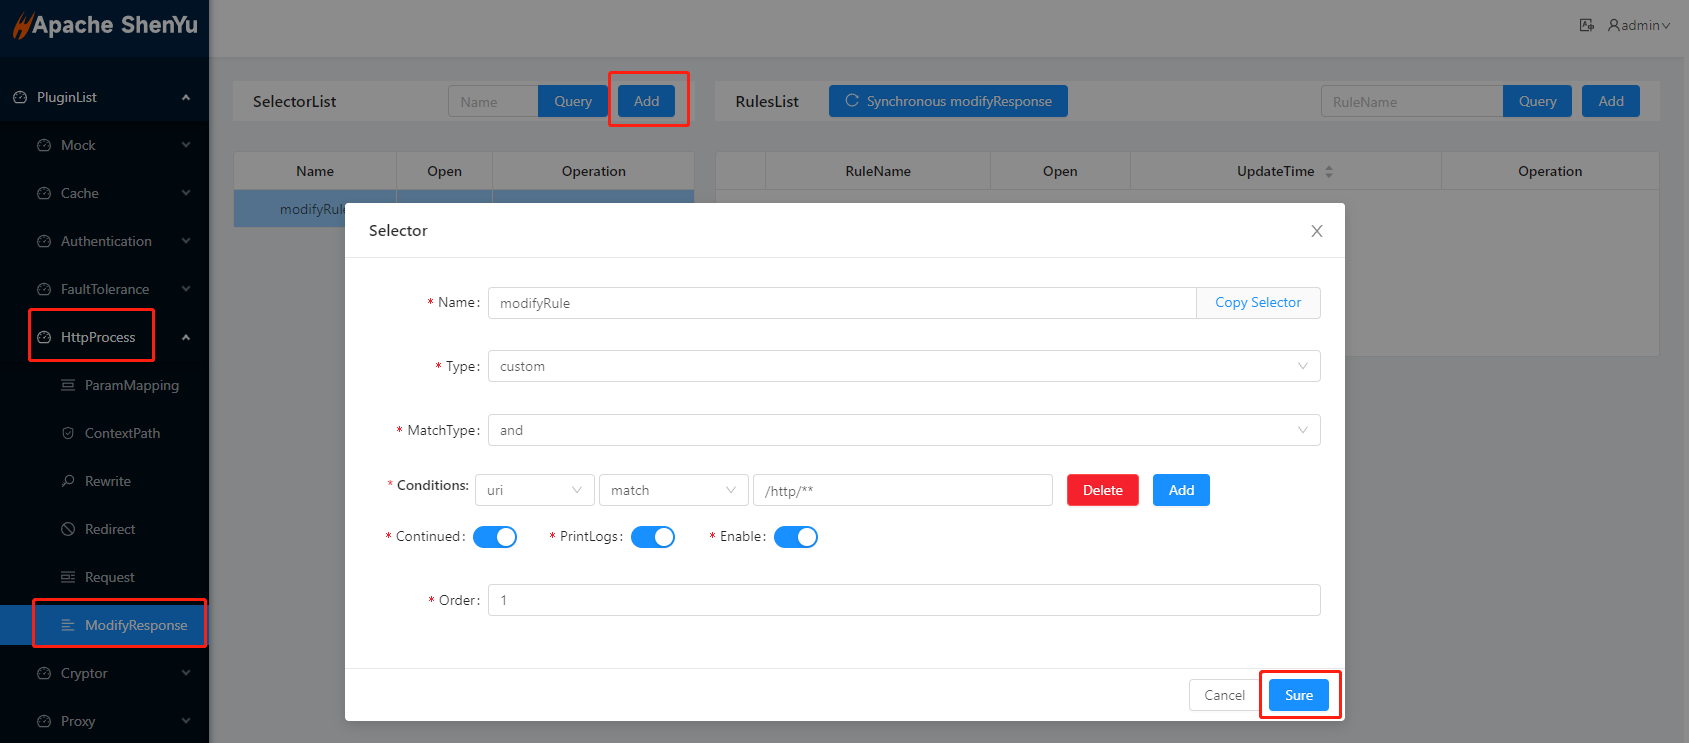 Apache ShenYu
admin
PluginList
SelectorList
Name
Query
Add
RulesList
Synchronous modifyResponse
RuleName
Query
Add
Mock
Name
Open
Operation
RuleName
Open
UpdateTime
Operation
Cache
modifyRule
Authentication
FaultTolerance
HttpProcess
ParamMapping
ContextPath
Rewrite
Redirect
Request
ModifyResponse
Cryptor
Proxy
Selector
* Name: modifyRule Copy Selector
* Type: custom
* MatchType: and
* Conditions: uri match /http/** Delete Add
* Continued: * PrintLogs: * Enable:
* Order: 1
Cancel Sure